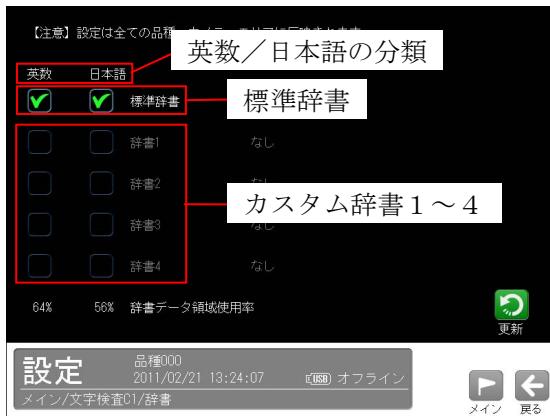 【注意】設定は全ての品種
英数／日本語の分類
英数 日本語
標準辞書 標準辞書
辞書1 なし
辞書2
カスタム辞書１～４
辞書3
辞書4 なし
64% 56% 辞書データ領域使用率
更新
設定 品種000
2011/02/21 13:24:07 USB オフライン
メイン/文字検査C1/辞書
メイン 戻る